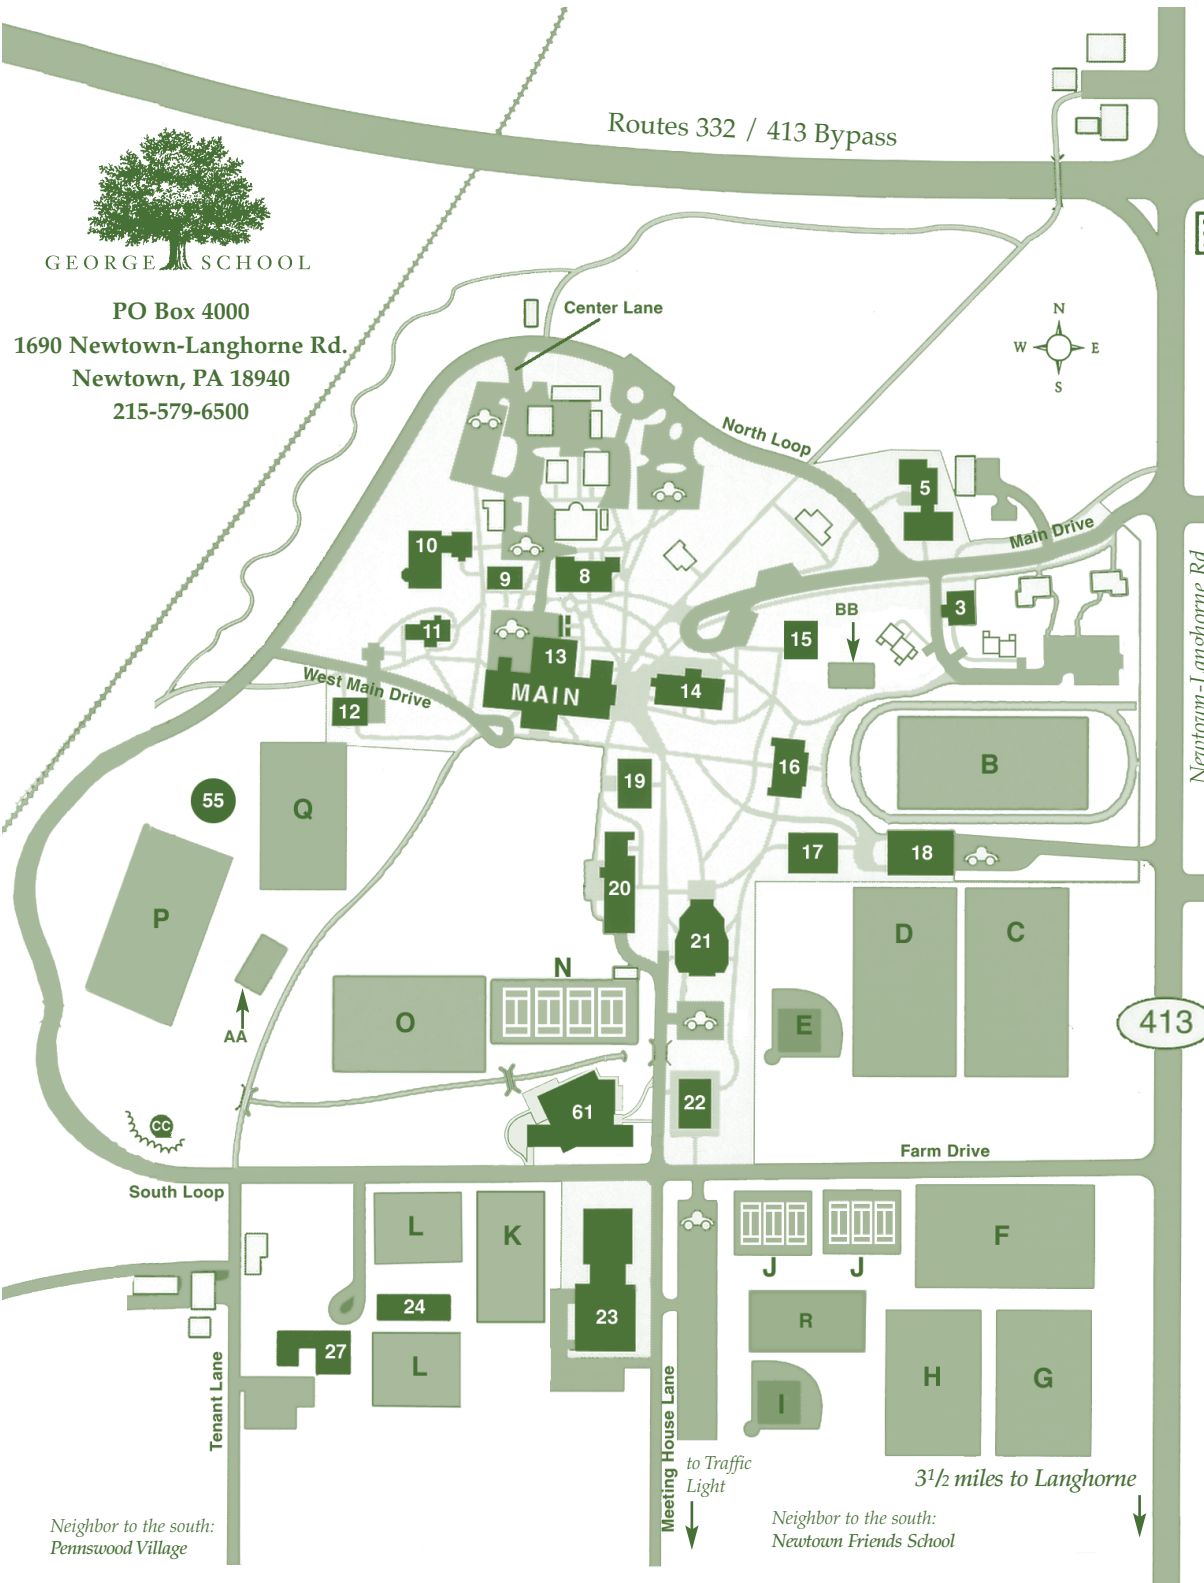 Routes 332 / 413 Bypass
GEORGE SCHOOL
PO Box 4000
1690 Newtown-Langhorne Rd.
Newtown, PA 18940
215-579-6500
Center Lane
N
W
E
S
North Loop
5
Main Drive
10
9
8
Newtown-Langhorne Rd
BB
3
11
15
13
MAIN
14
West Main Drive
12
B
16
19
55
Q
17
18
20
P
21
D
C
N
O
E
413
AA
22
61
CC
Farm Drive
South Loop
L
K
F
J
J
24
23
R
27
L
H
G
I
Tenant Lane
Meeting House Lane
to Traffic
Light
3 1/2 miles to Langhorne
Neighbor to the south:
Pennswood Village
Neighbor to the south:
Newtown Friends School